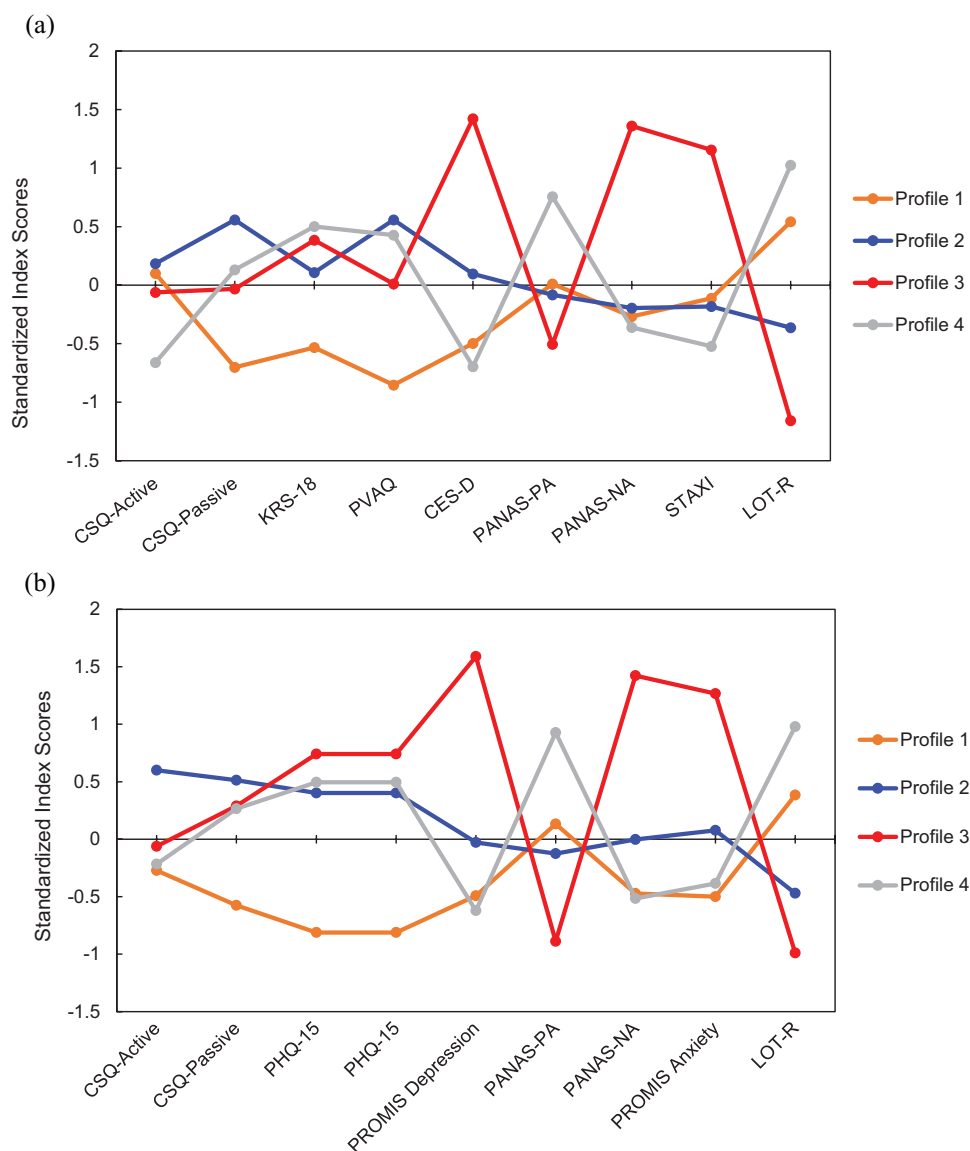 (a)
2
1.5
1
0.5
0
-0.5
-1
-1.5
Standardized Index Scores
CSQ-Active
CSQ-Passive
KRS-18
PVAQ
CES-D
PANAS-PA
PANAS-NA
STAXI
LOT-R
Profile 1
Profile 2
Profile 3
Profile 4
(b)
2
1.5
1
0.5
0
-0.5
-1
-1.5
Standardized Index Scores
CSQ-Active
CSQ-Passive
PHQ-15
PHQ-15
PROMIS Depression
PANAS-PA
PANAS-NA
PROMIS Anxiety
LOT-R
Profile 1
Profile 2
Profile 3
Profile 4